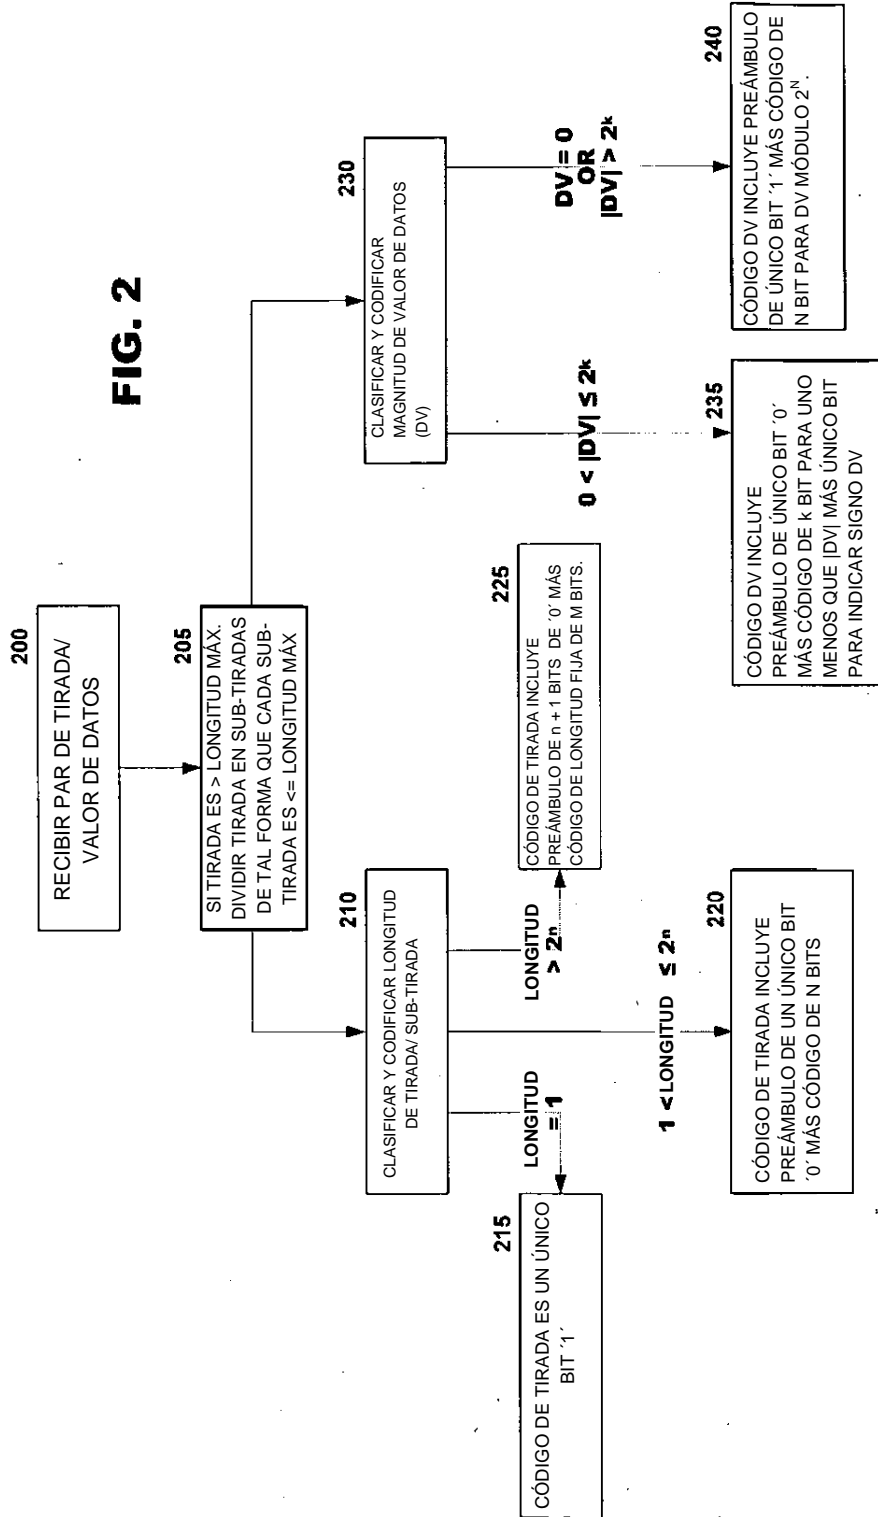 FIG. 2
200
RECIBIR PAR DE TIRADA/
VALOR DE DATOS
205
SI TIRADA ES > LONGITUD MÁX.
DIVIDIR TIRADA EN SUB-TIRADAS
DE TAL FORMA QUE CADA SUB-
TIRADA ES <= LONGITUD MÁX
210
CLASIFICAR Y CODIFICAR LONGITUD
DE TIRADA/ SUB-TIRADA
230
CLASIFICAR Y CODIFICAR
MAGNITUD DE VALOR DE DATOS
(DV)
LONGITUD
= 1
LONGITUD
> 2ⁿ
1 < LONGITUD ≤ 2ⁿ
0 < |DV| ≤ 2ᵏ
DV = 0
OR
|DV| > 2ᵏ
215
CÓDIGO DE TIRADA ES UN ÚNICO
BIT ´1´
225
CÓDIGO DE TIRADA INCLUYE
PREÁMBULO DE n + 1 BITS DE ´0´ MÁS
CÓDIGO DE LONGITUD FIJA DE M BITS.
220
CÓDIGO DE TIRADA INCLUYE
PREÁMBULO DE UN ÚNICO BIT
´0´ MÁS CÓDIGO DE N BITS
235
CÓDIGO DV INCLUYE
PREÁMBULO DE ÚNICO BIT ´0´
MÁS CÓDIGO DE k BIT PARA UNO
MENOS QUE |DV| MÁS ÚNICO BIT
PARA INDICAR SIGNO DV
240
CÓDIGO DV INCLUYE PREÁMBULO
DE ÚNICO BIT ´1´ MÁS CÓDIGO DE
N BIT PARA DV MÓDULO 2ᴺ.